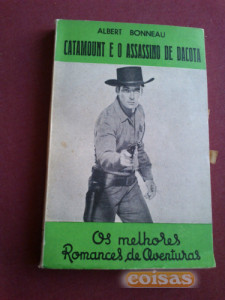 ALBERT BONNEAU
CATAMOUNT E O ASSASSINO DE DACOTA
Os melhores
Romances de Aventuras
coisas